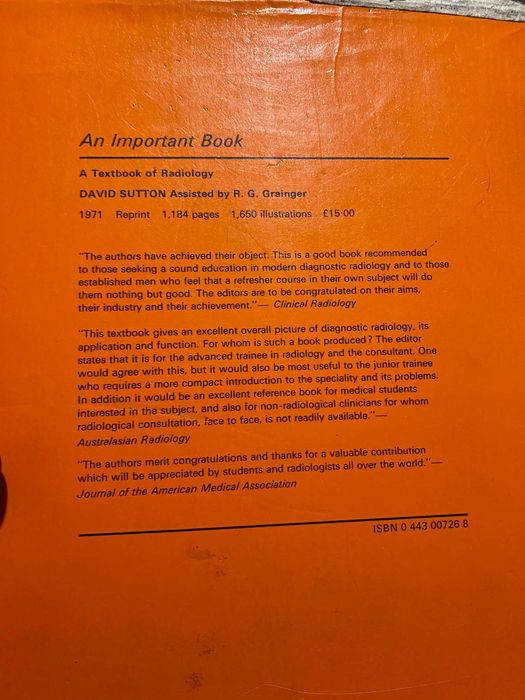 An Important Book
A Textbook of Radiology
DAVID SUTTON Assisted by R. G. Grainger
1971 Reprint 1,184 pages 1,650 illustrations £15·00
"The authors have achieved their object. This is a good book recommended
to those seeking a sound education in modern diagnostic radiology and to those
established men who feel that a refresher course in their own subject will do
them nothing but good. The editors are to be congratulated on their aims,
their industry and their achievement."— Clinical Radiology
"This textbook gives an excellent overall picture of diagnostic radiology, its
application and function. For whom is such a book produced? The editor
states that it is for the advanced trainee in radiology and the consultant. One
would agree with this, but it would also be most useful to the junior trainee
who requires a more compact introduction to the speciality and its problems.
In addition it would be an excellent reference book for medical students
interested in the subject, and also for non-radiological clinicians for whom
radiological consultation, face to face, is not readily available."—
Australasian Radiology
"The authors merit congratulations and thanks for a valuable contribution
which will be appreciated by students and radiologists all over the world."—
Journal of the American Medical Association
ISBN 0 443 00726 8